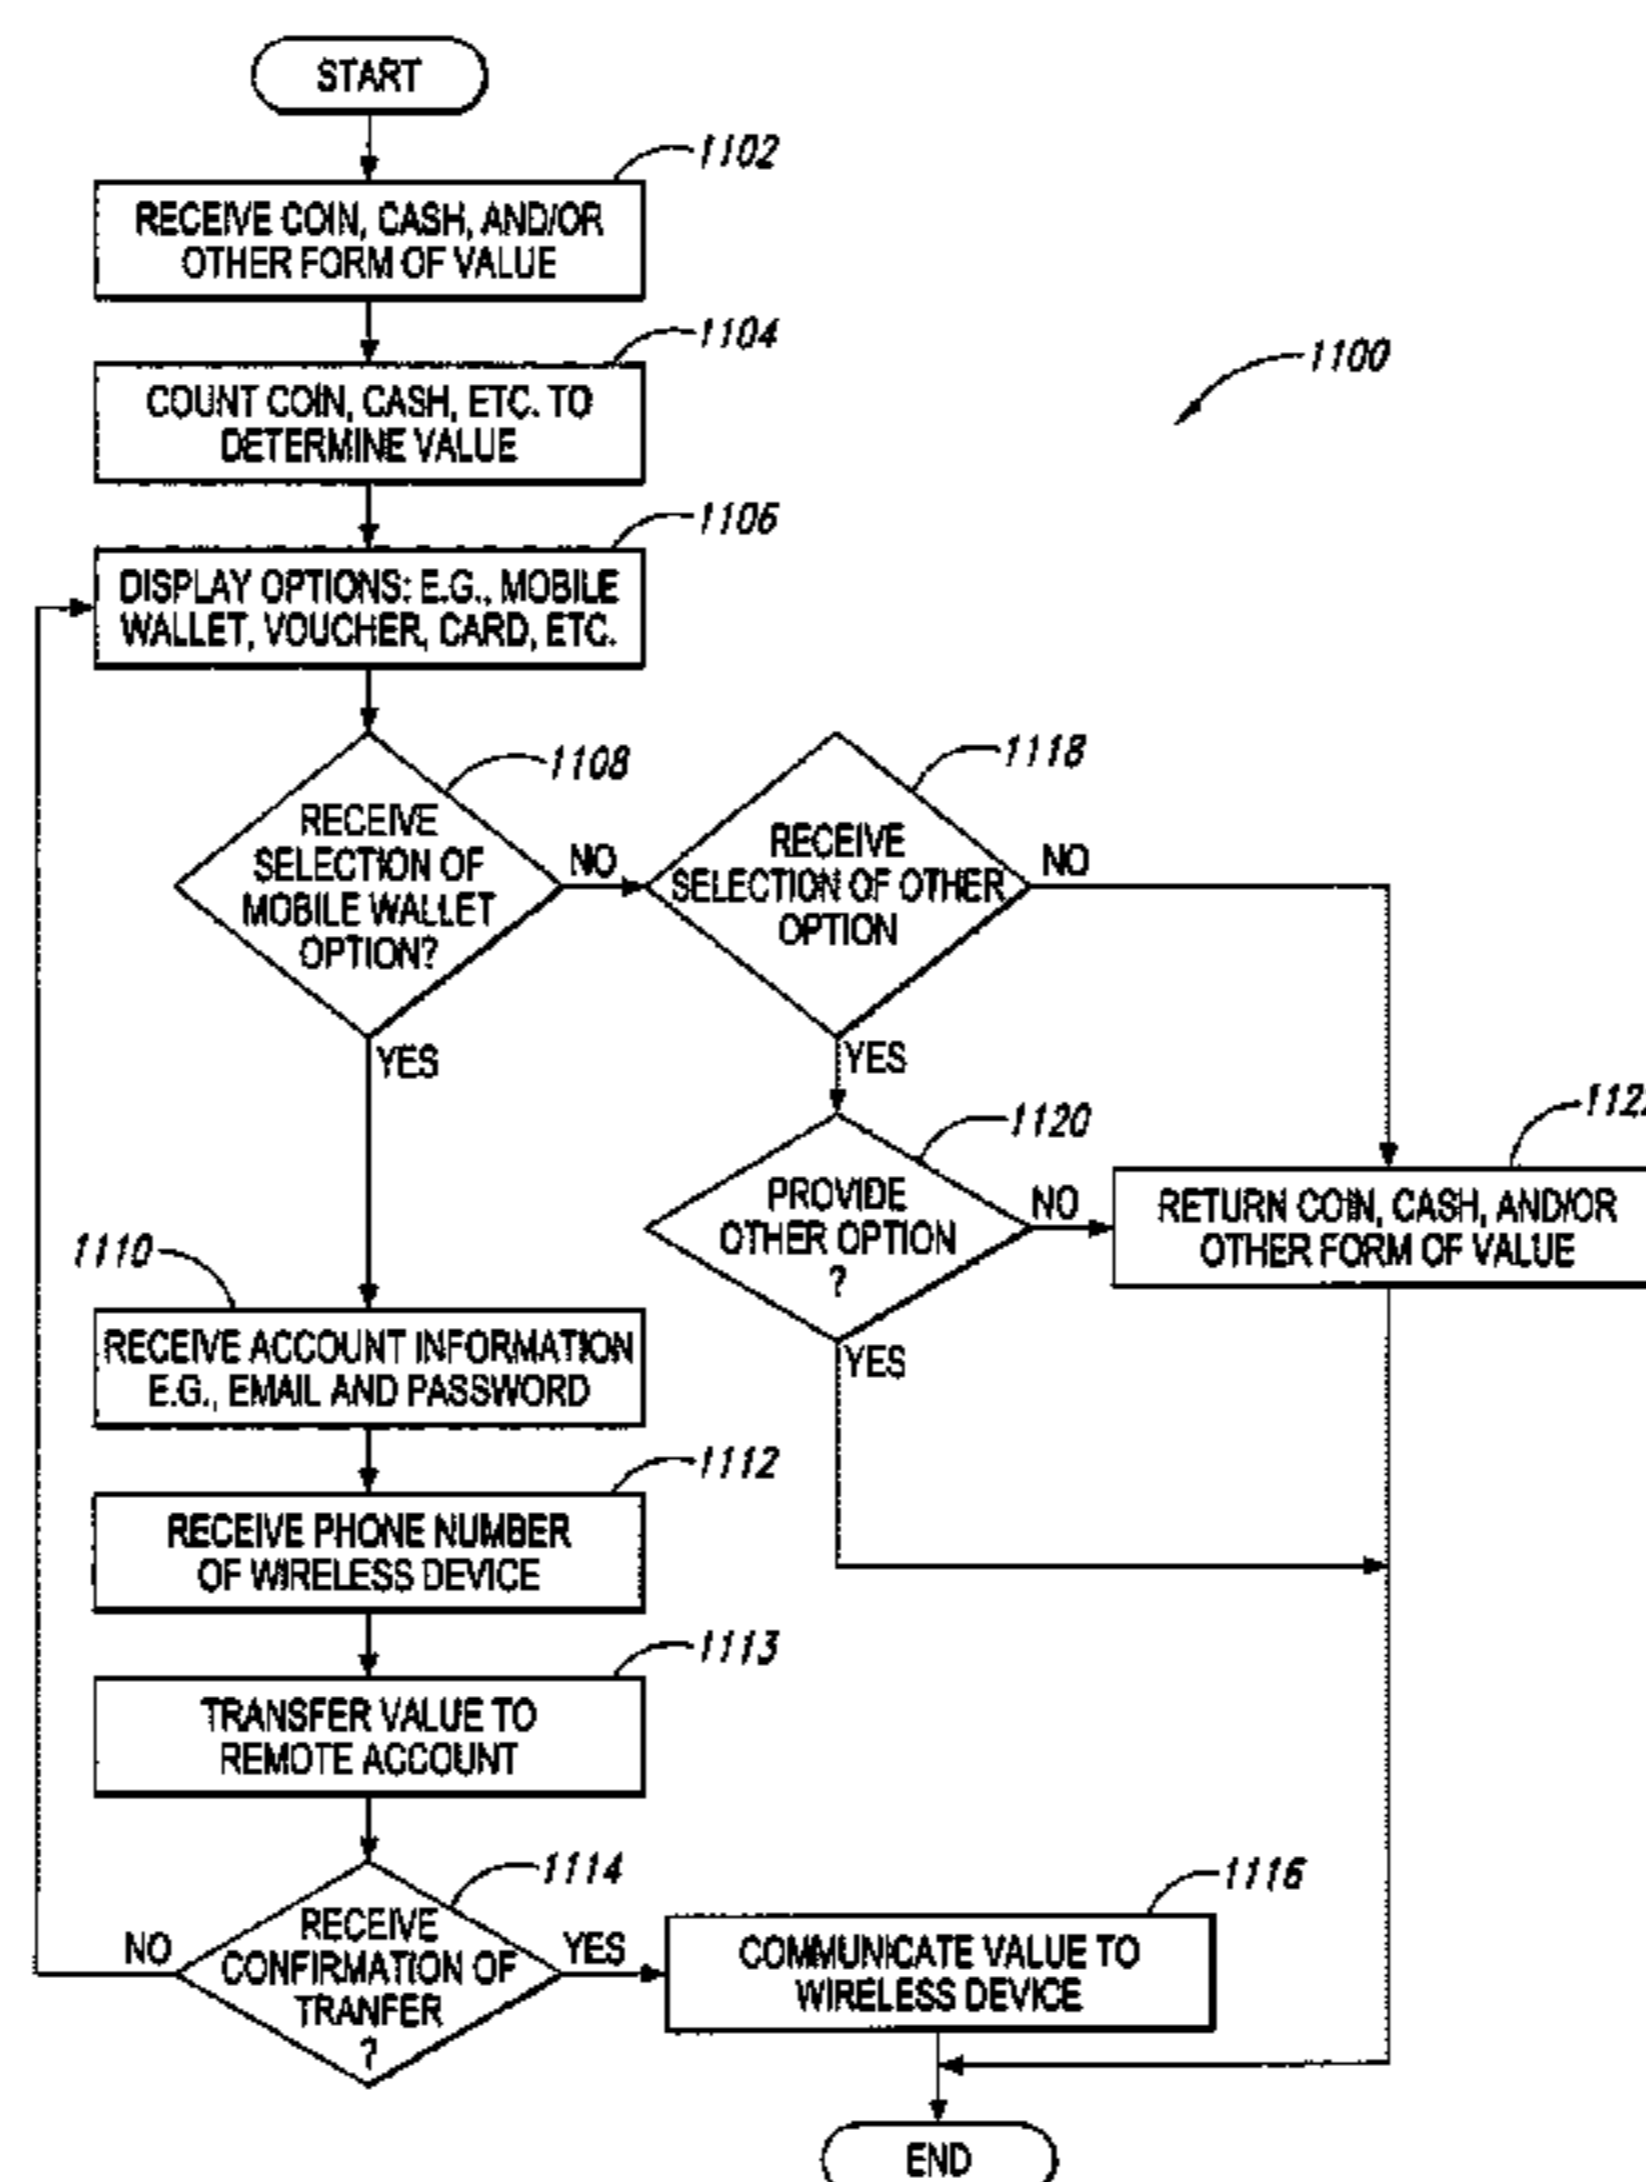 START
1102
RECEIVE COIN, CASH, AND/OR
OTHER FORM OF VALUE
1104
COUNT COIN, CASH, ETC. TO
DETERMINE VALUE
1100
1106
DISPLAY OPTIONS: E.G., MOBILE
WALLET, VOUCHER, CARD, ETC.
1108
RECEIVE
SELECTION OF
MOBILE WALLET
OPTION?
NO
YES
1118
RECEIVE
SELECTION OF OTHER
OPTION
NO
YES
1120
PROVIDE
OTHER OPTION
?
NO
YES
RETURN COIN, CASH, AND/OR
OTHER FORM OF VALUE
1110
RECEIVE ACCOUNT INFORMATION
E.G., EMAIL AND PASSWORD
1112
RECEIVE PHONE NUMBER
OF WIRELESS DEVICE
1113
TRANSFER VALUE TO
REMOTE ACCOUNT
1114
RECEIVE
CONFIRMATION OF
TRANFER
?
NO
YES
1116
COMMUNICATE VALUE TO
WIRELESS DEVICE
END